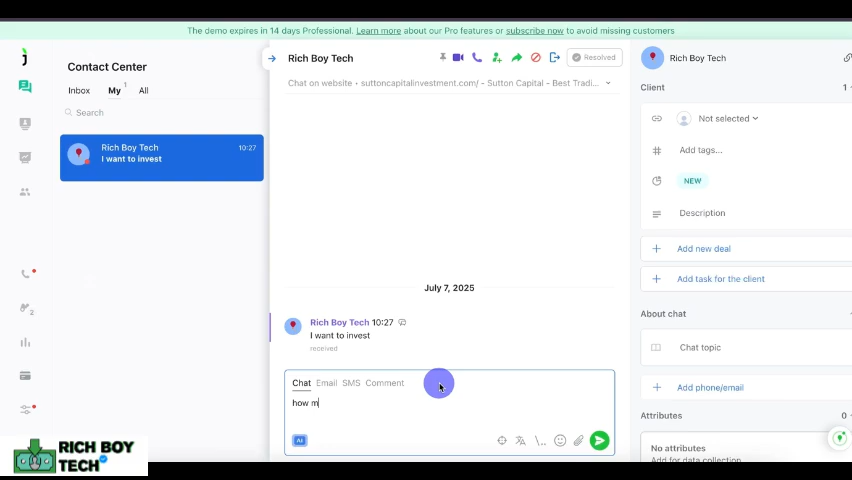 The demo expires in 14 days Professional. Learn more about our Pro features or subscribe now to avoid missing customers
Contact Center
Inbox My 1 All
Search
Rich Boy Tech 10:27
I want to invest
2
Rich Boy Tech
Resolved
Chat on website • suttoncapitalinvestment.com/ - Sutton Capital - Best Tradi...
July 7, 2025
Rich Boy Tech 10:27
I want to invest
received
Chat Email SMS Comment
how m
AI
Rich Boy Tech
Client 1
Not selected
Add tags...
NEW
Description
Add new deal
Add task for the client
About chat
Chat topic
Add phone/email
Attributes 0
No attributes
Add for data collection
RICH BOY
TECH